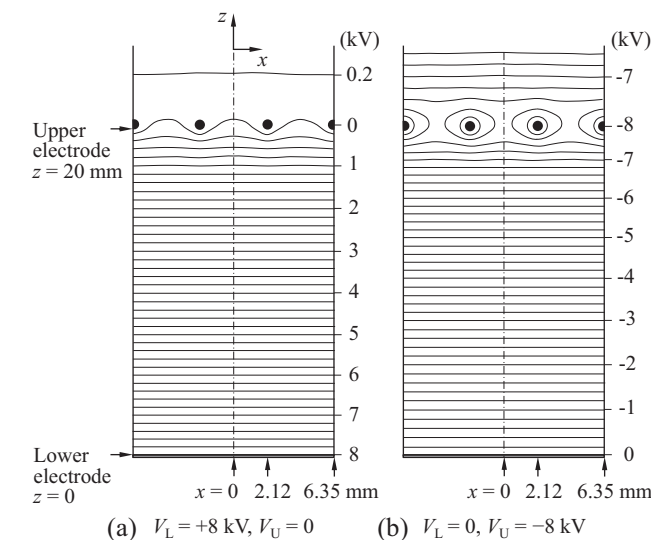 z
x
(kV)
0.2
0
1
2
3
4
5
6
7
8
Upper
electrode
z = 20 mm
Lower
electrode
z = 0
x = 0 2.12 6.35 mm
(a) V_L = +8 kV, V_U = 0
(kV)
-7
-8
-7
-6
-5
-4
-3
-2
-1
0
x = 0 2.12 6.35 mm
(b) V_L = 0, V_U = −8 kV